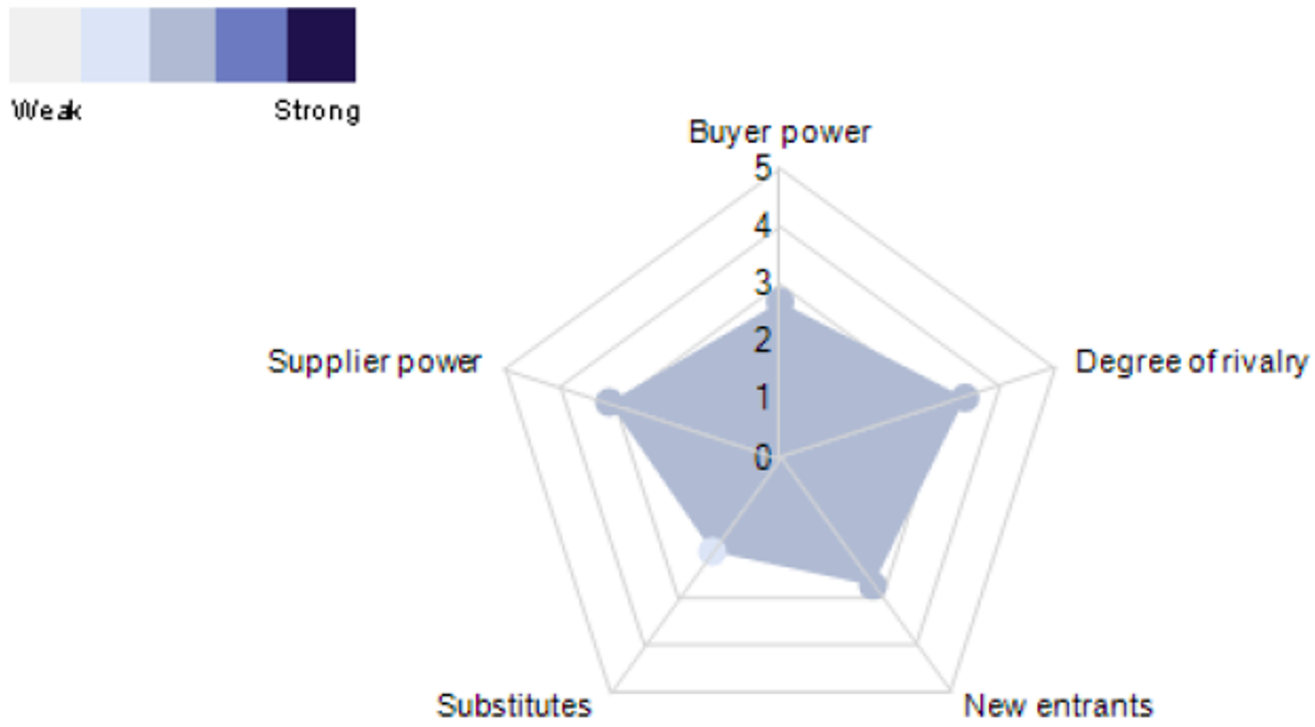 Weak Strong
Buyer power
5
4
3
2
1
0
Supplier power
Degree of rivalry
Substitutes
New entrants